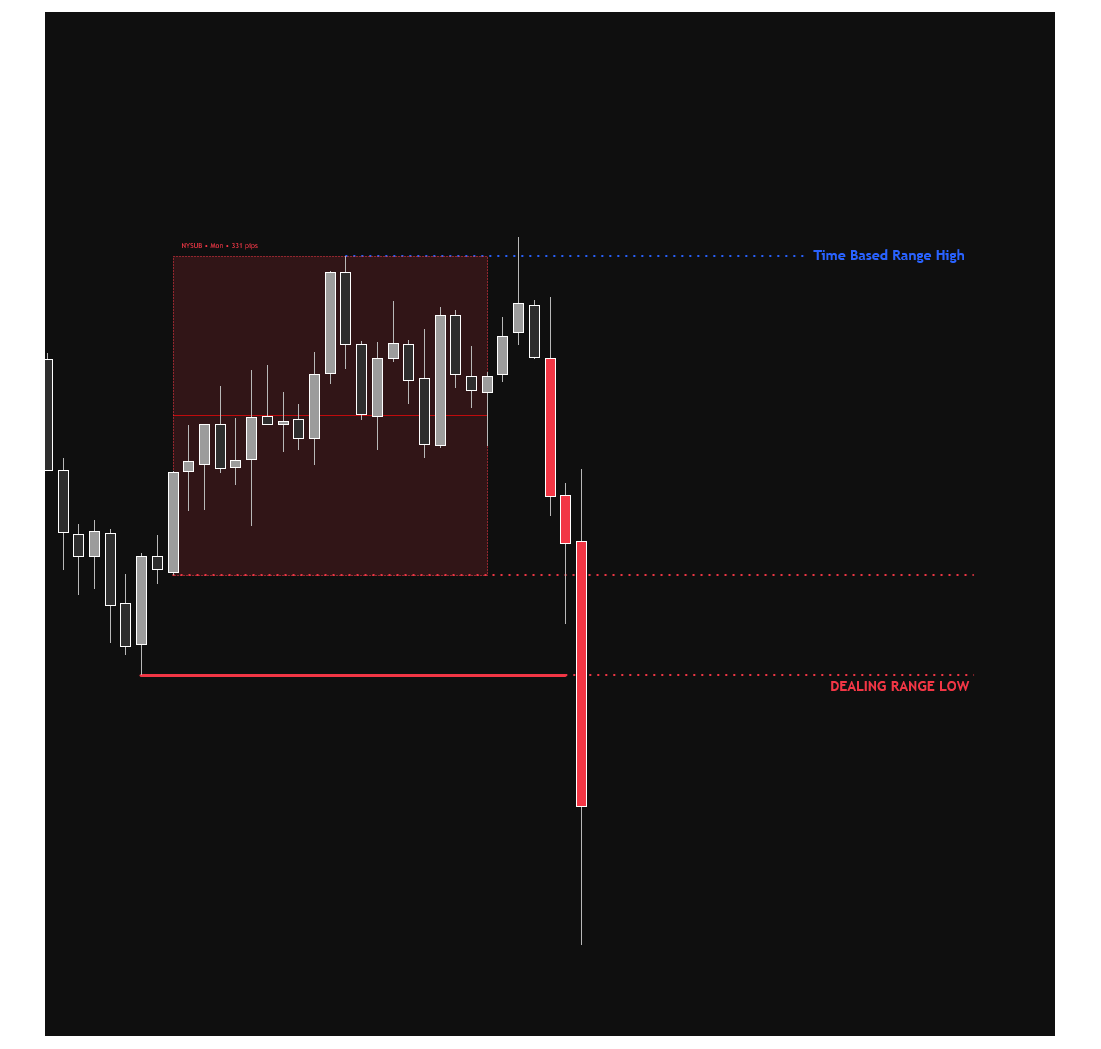 NYSUB • Mon • 331 pips
Time Based Range High
DEALING RANGE LOW